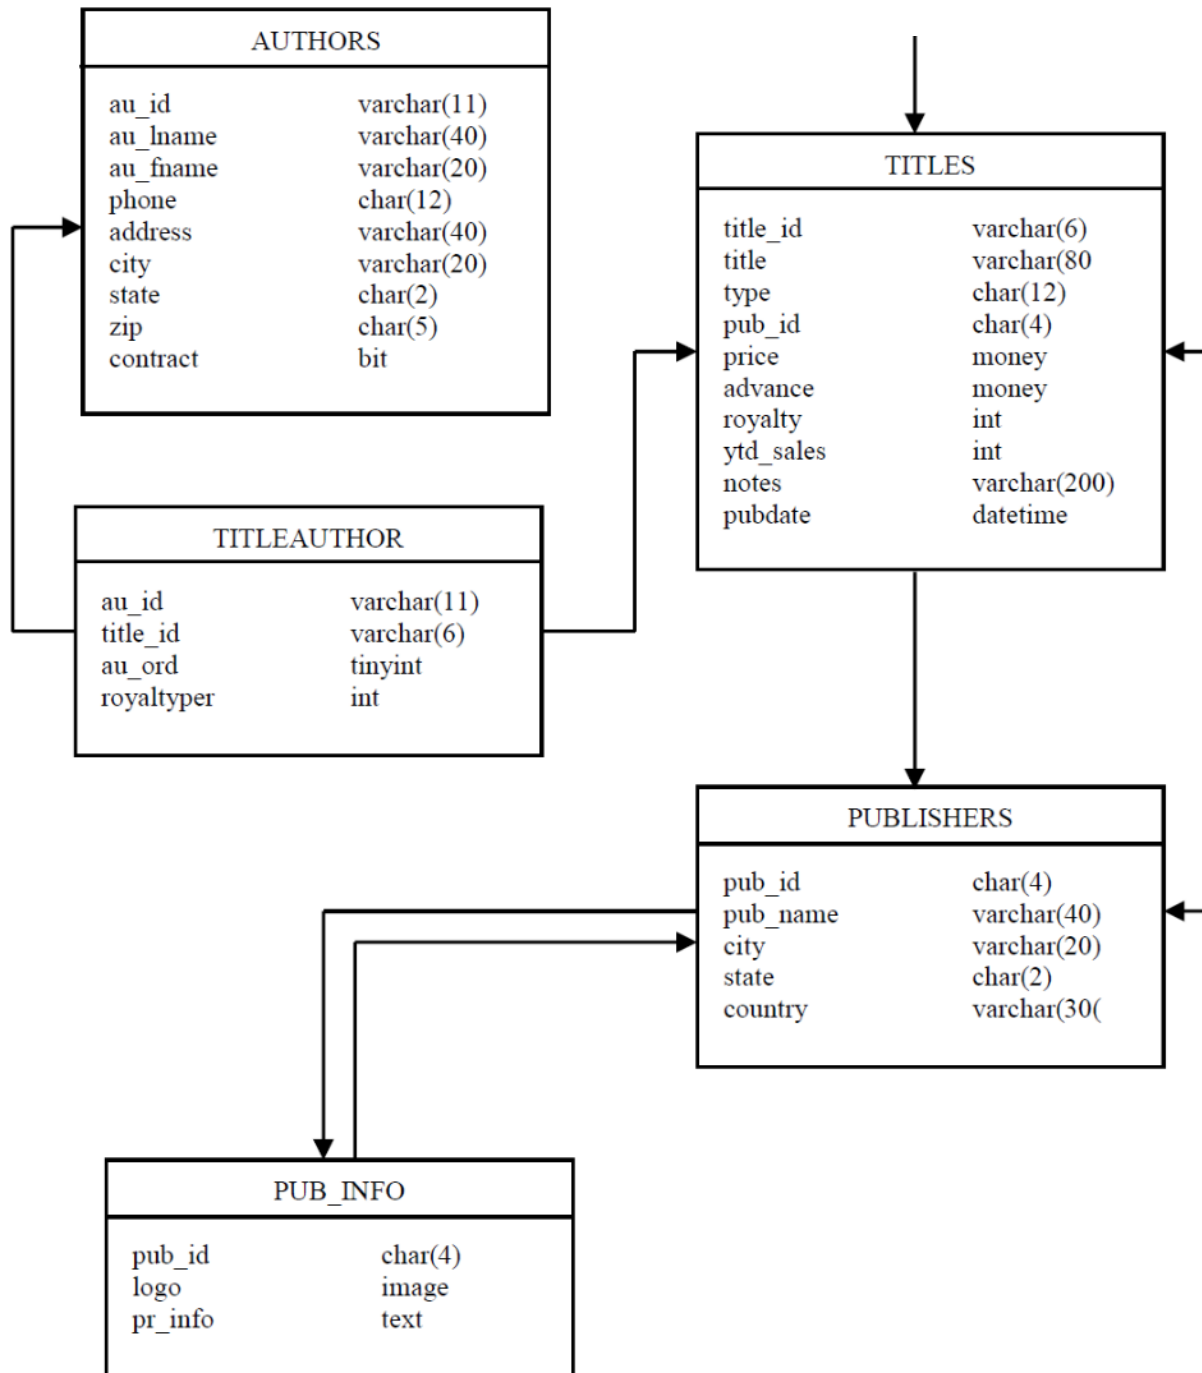 AUTHORS
au_id varchar(11)
au_lname varchar(40)
au_fname varchar(20)
phone char(12)
address varchar(40)
city varchar(20)
state char(2)
zip char(5)
contract bit
TITLES
title_id varchar(6)
title varchar(80
type char(12)
pub_id char(4)
price money
advance money
royalty int
ytd_sales int
notes varchar(200)
pubdate datetime
TITLEAUTHOR
au_id varchar(11)
title_id varchar(6)
au_ord tinyint
royaltyper int
PUBLISHERS
pub_id char(4)
pub_name varchar(40)
city varchar(20)
state char(2)
country varchar(30(
PUB_INFO
pub_id char(4)
logo image
pr_info text